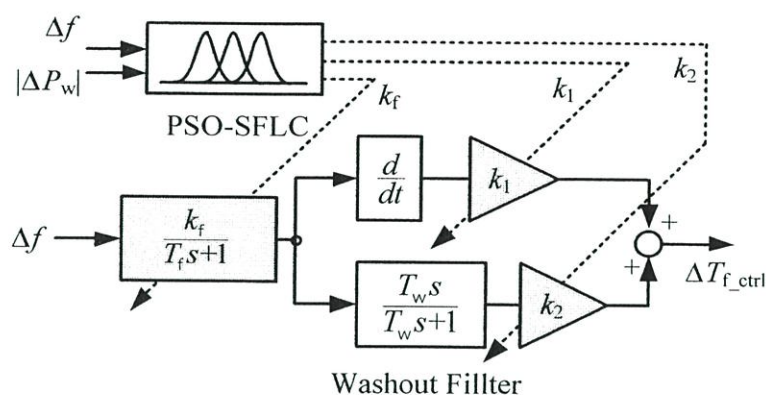 Δf
|ΔP_w|
PSO-SFLC
k_f
k_1
k_2
Δf
k_f
T_f s+1
d
dt
k_1
+
+
ΔT_f_ctrl
T_w s
T_w s+1
k_2
Washout Fillter